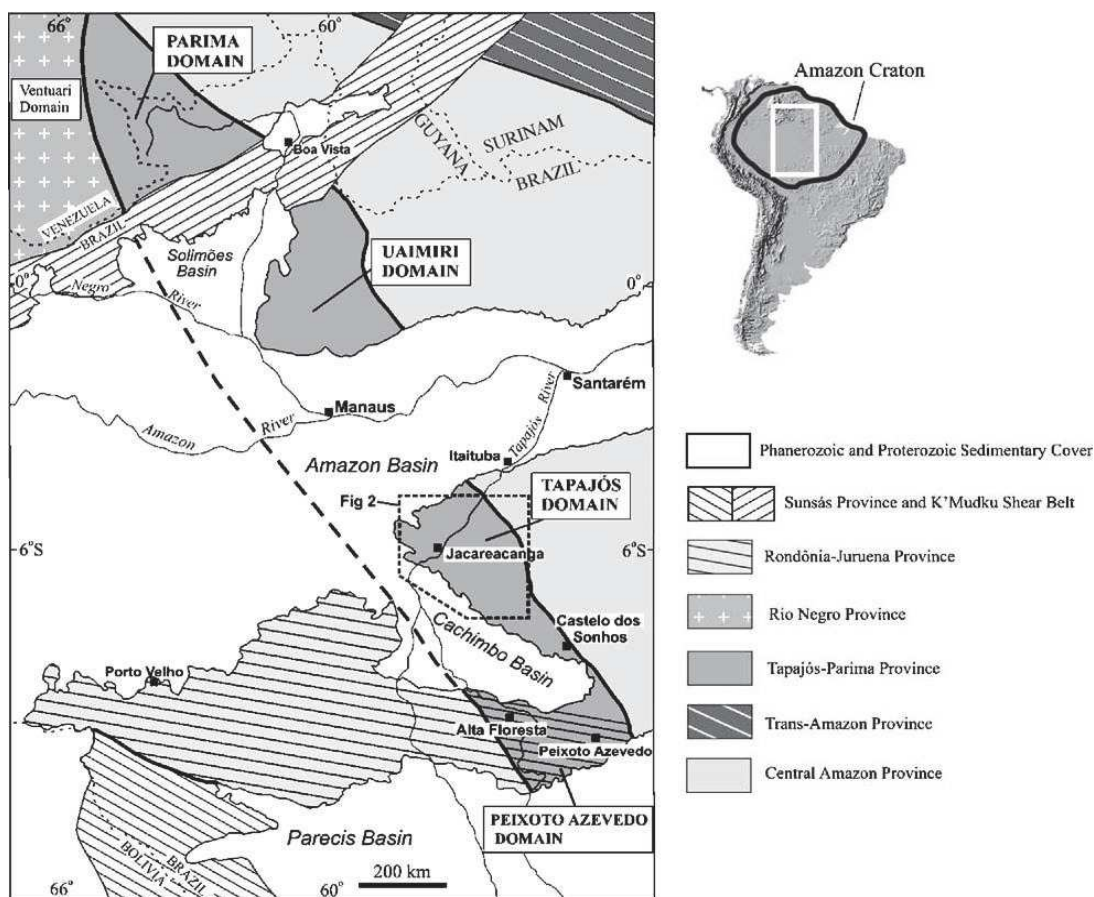 66°
60°
PARIMA
DOMAIN
Ventuari
Domain
Boa Vista
GUYANA
SURINAM
BRAZIL
VENEZUELA
BRAZIL
Solimões
Basin
UAIMIRI
DOMAIN
0°
0°
Negro
River
Santarém
Manaus
Amazon
River
Tapajós
River
Itaituba
Amazon Basin
TAPAJÓS
DOMAIN
Fig 2
6°S
6°S
Jacareacanga
Castelo dos
Sonhos
Cachimbo Basin
Porto Velho
Alta Floresta
Peixoto Azevedo
PEIXOTO AZEVEDO
DOMAIN
Parecis Basin
BRAZIL
BOLIVIA
66°
60°
200 km
Amazon Craton
Phanerozoic and Proterozoic Sedimentary Cover
Sunsás Province and K'Mudku Shear Belt
Rondônia-Juruena Province
Rio Negro Province
Tapajós-Parima Province
Trans-Amazon Province
Central Amazon Province